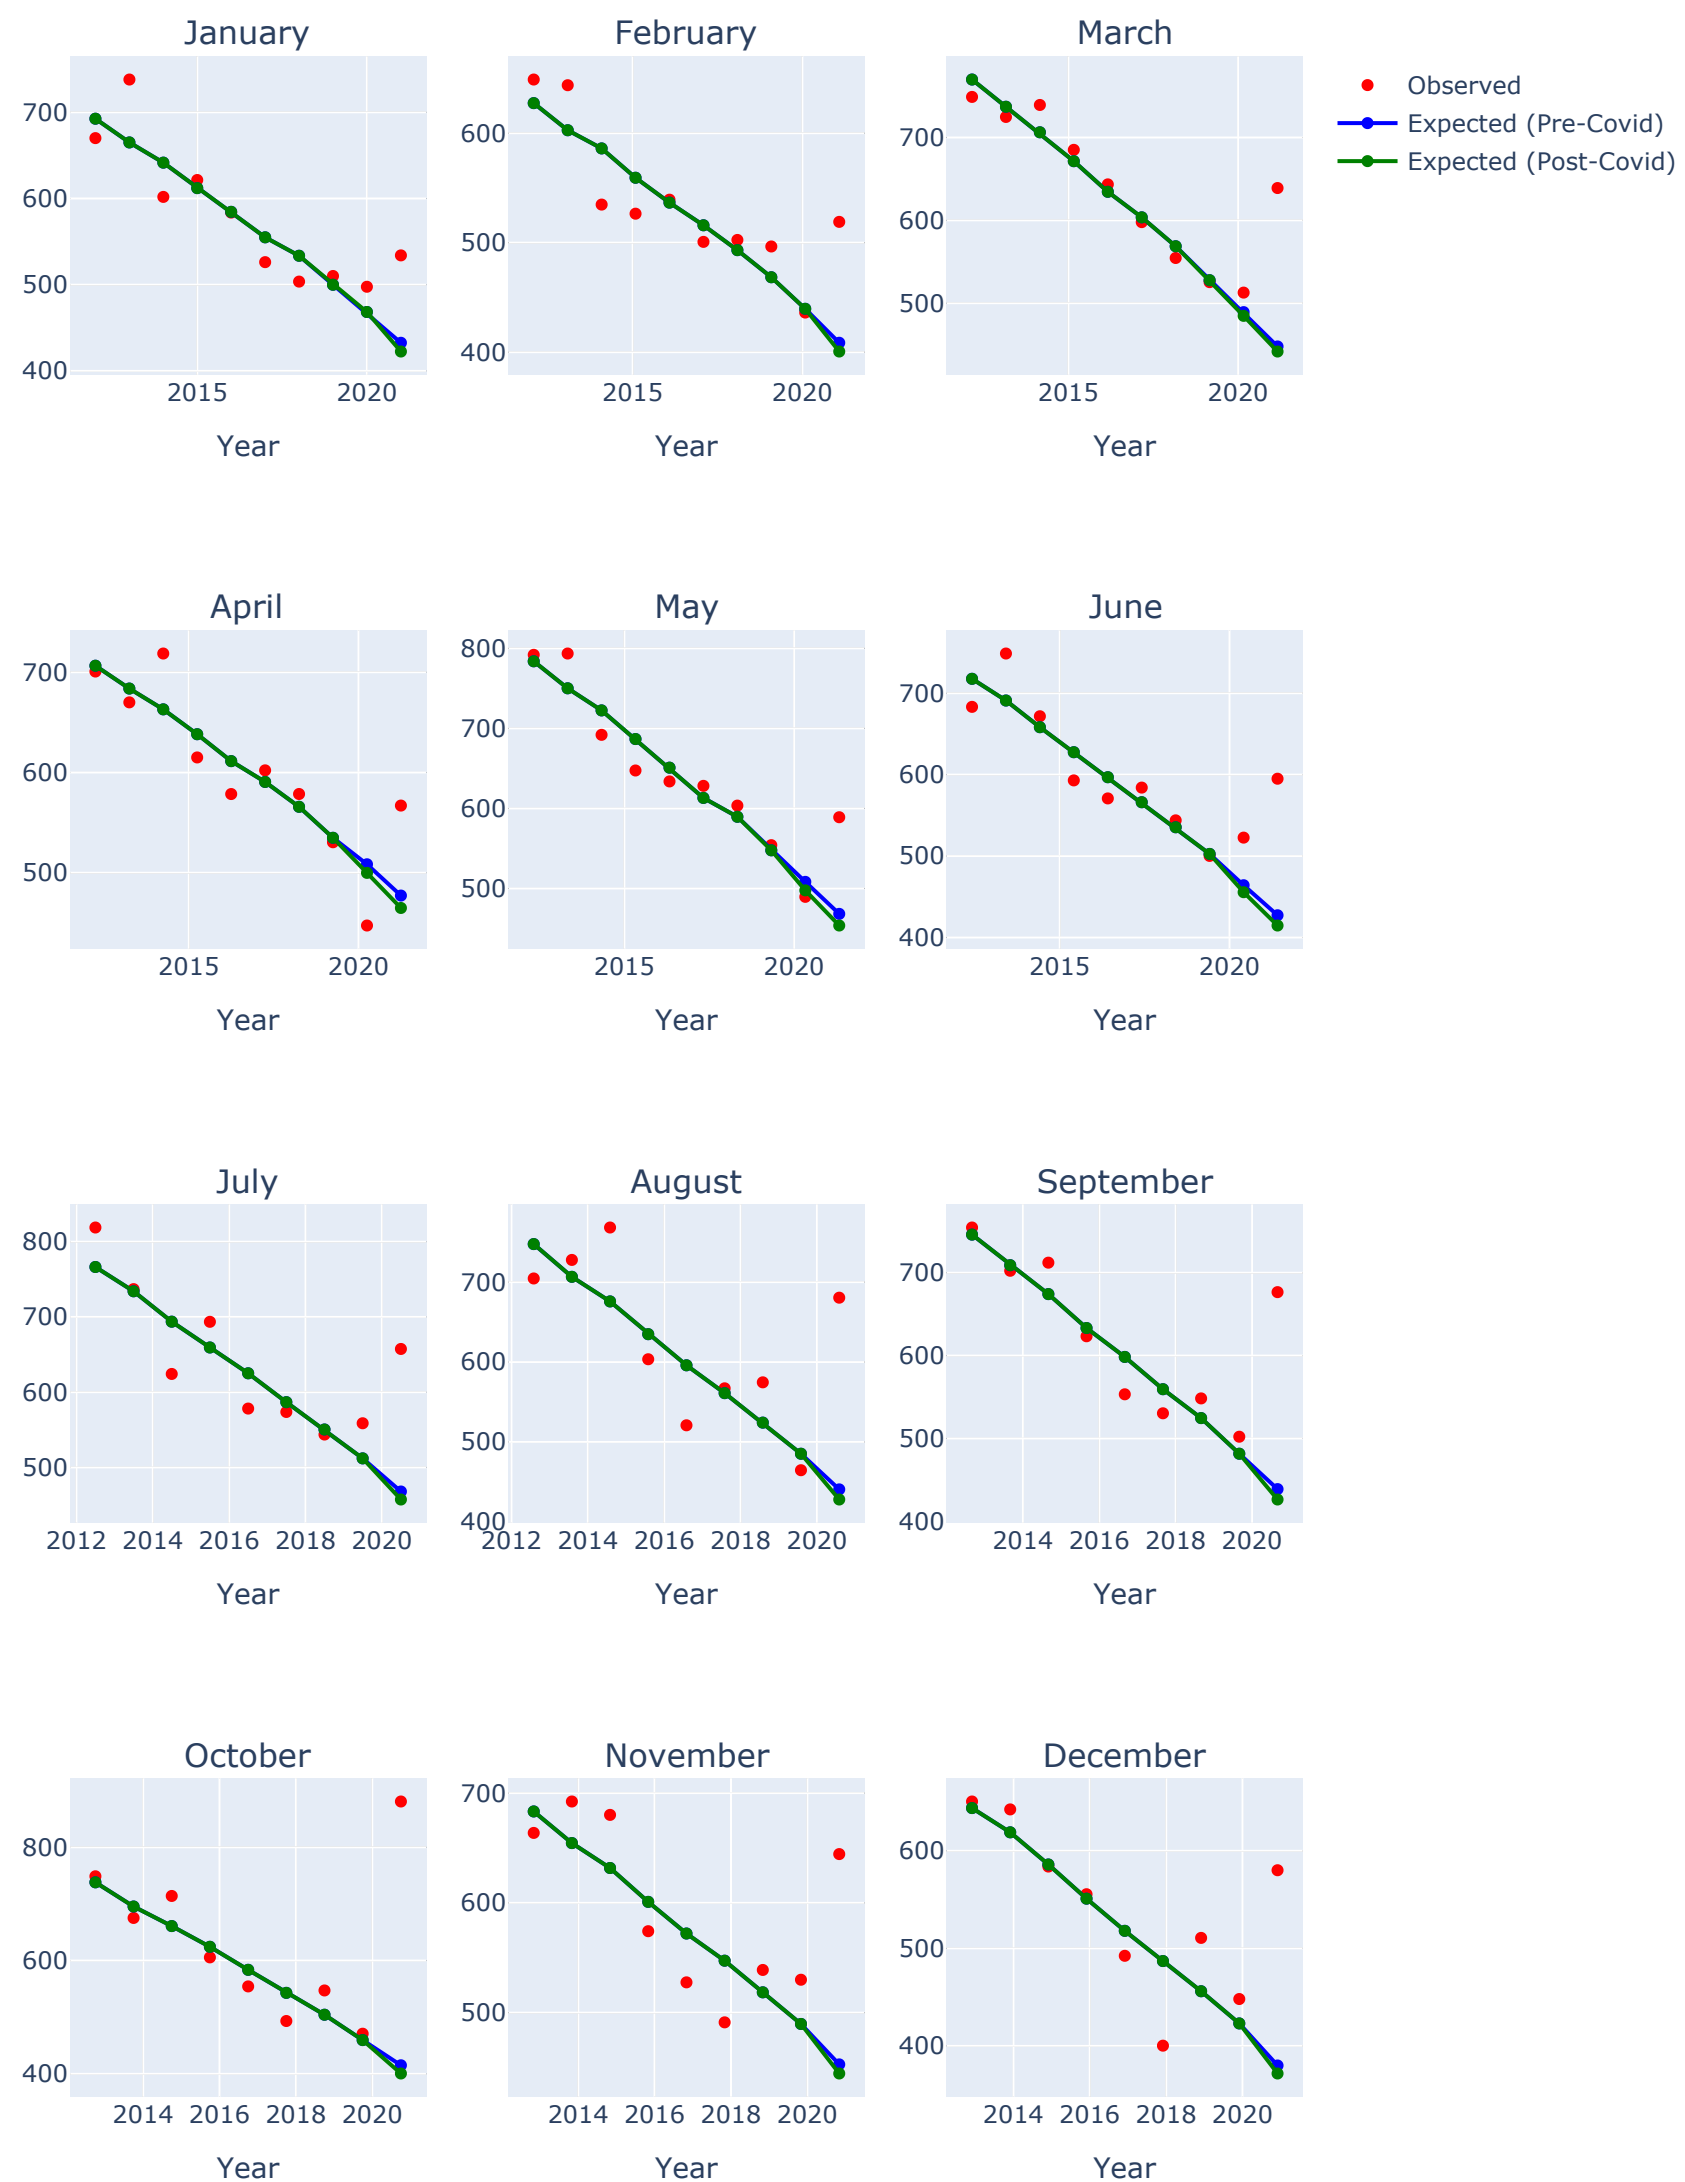 January February March
700
600
500
400
2015 2020
Year
600
500
400
2015 2020
Year
700
600
500
2015 2020
Year
Observed
Expected (Pre-Covid)
Expected (Post-Covid)
April May June
700
600
500
2015 2020
Year
800
700
600
500
2015 2020
Year
700
600
500
400
2015 2020
Year
July August September
800
700
600
500
2012 2014 2016 2018 2020
Year
700
600
500
400
2012 2014 2016 2018 2020
Year
700
600
500
400
2014 2016 2018 2020
Year
October November December
800
600
400
2014 2016 2018 2020
Year
700
600
500
2014 2016 2018 2020
Year
600
500
400
2014 2016 2018 2020
Year